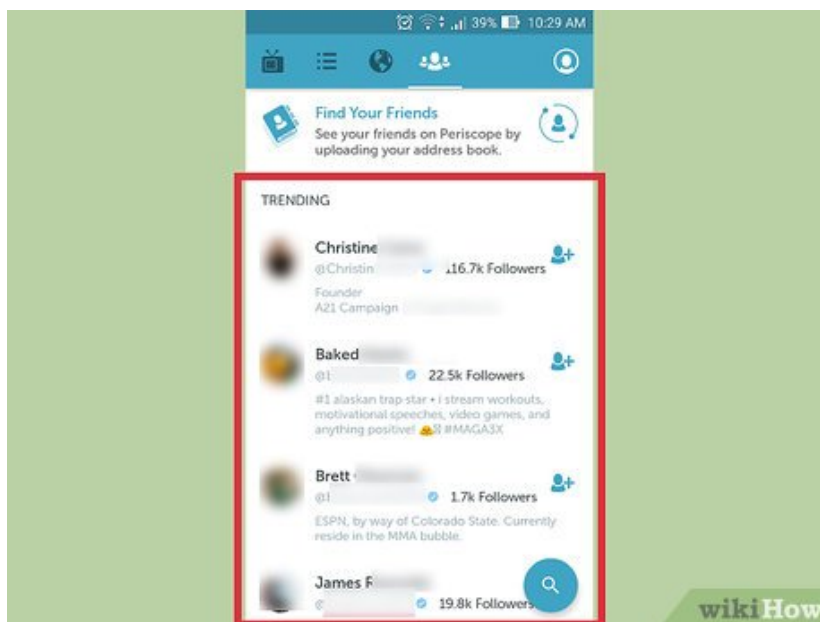 39% 10:29 AM
Find Your Friends
See your friends on Periscope by
uploading your address book.
TRENDING
Christine
@Christin 16.7k Followers
Founder
A21 Campaign
Baked
22.5k Followers
#1 alaskan trap star • i stream workouts,
motivational speeches, video games, and
anything positive! 🤗 #MAGA3X
Brett
1.7k Followers
ESPN, by way of Colorado State. Currently
reside in the MMA bubble.
James
19.8k Followers
wikiHow